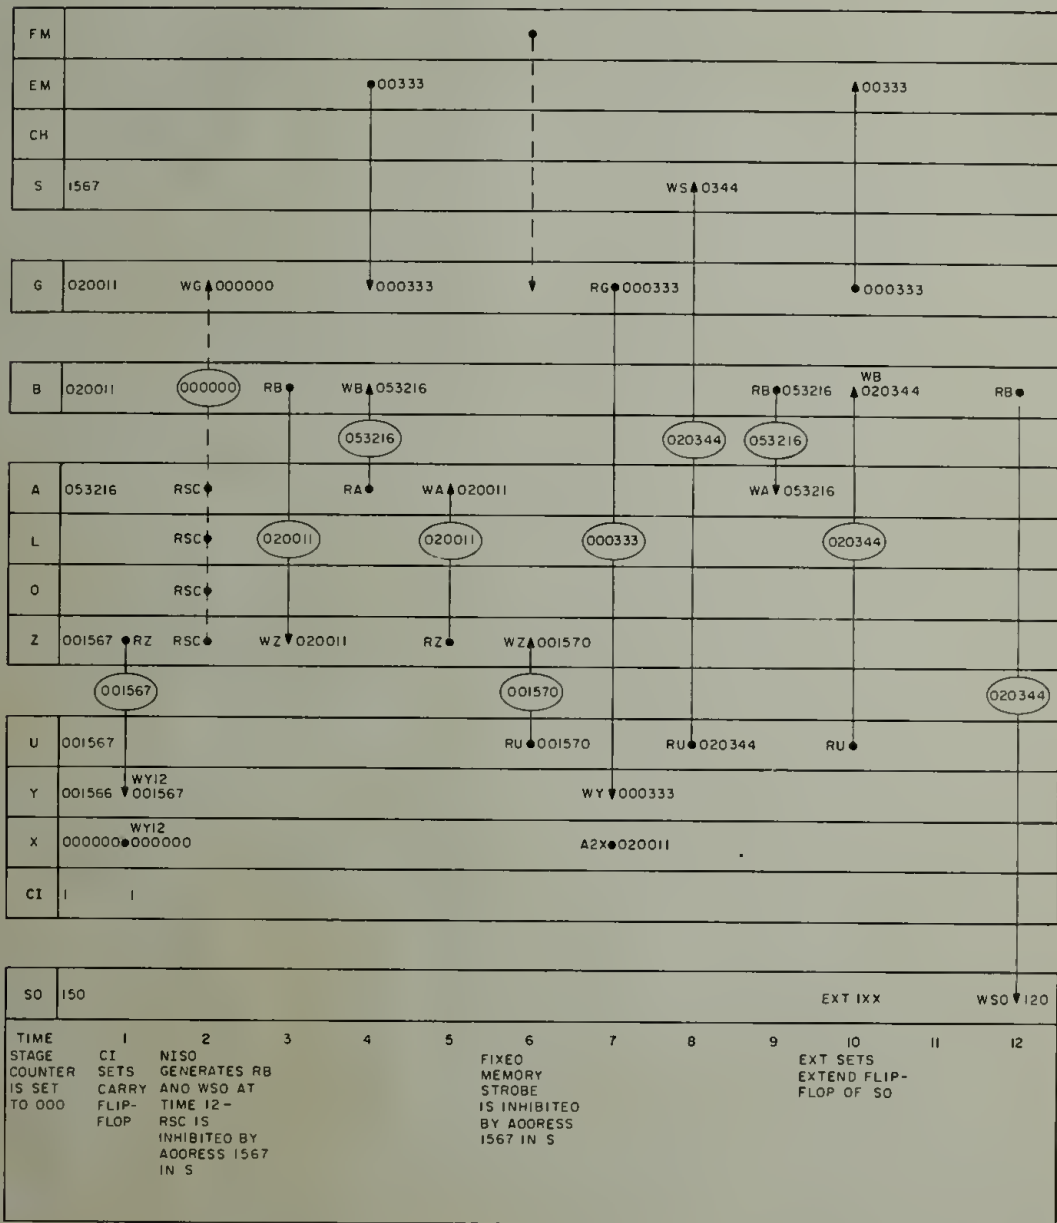 FM
EM 00333 00333
CH
S 1567 WS 0344
G 020011 WG 000000 000333 RG 000333 000333
B 020011 000000 RB WB 053216 RB 053216 WB 020344 RB
053216 020344 053216
A 053216 RSC RA WA 020011 WA 053216
L RSC 020011 020011 000333 020344
O RSC
Z 001567 RZ RSC WZ 020011 RZ WZ 001570
001567 001570 020344
U 001567 RU 001570 RU 020344 RU
Y 001566 WY12 001567 WY 000333
X 000000 WY12 000000 A2X 020011
CI 1 1
SO 150 EXT 1XX WSO 120
TIME 1 2 3 4 5 6 7 8 9 10 11 12
STAGE COUNTER IS SET TO 000
CI SETS CARRY FLIP-FLOP
NISO GENERATES RB AND WSO AT TIME 12- RSC IS INHIBITED BY ADDRESS 1567 IN S
FIXED MEMORY STROBE IS INHIBITED BY ADDRESS 1567 IN S
EXT SETS EXTEND FLIP-FLOP OF SO